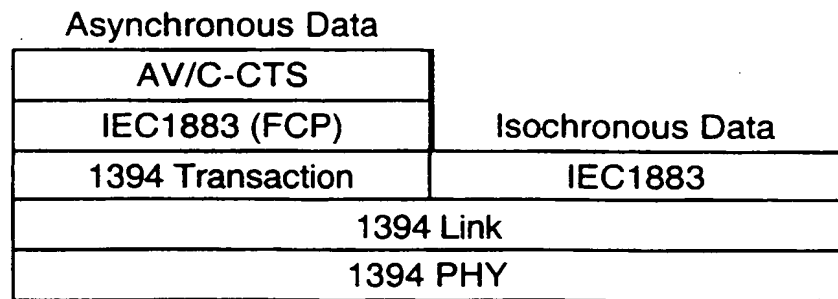 Asynchronous Data
AV/C-CTS
IEC1883 (FCP)
Isochronous Data
1394 Transaction
IEC1883
1394 Link
1394 PHY